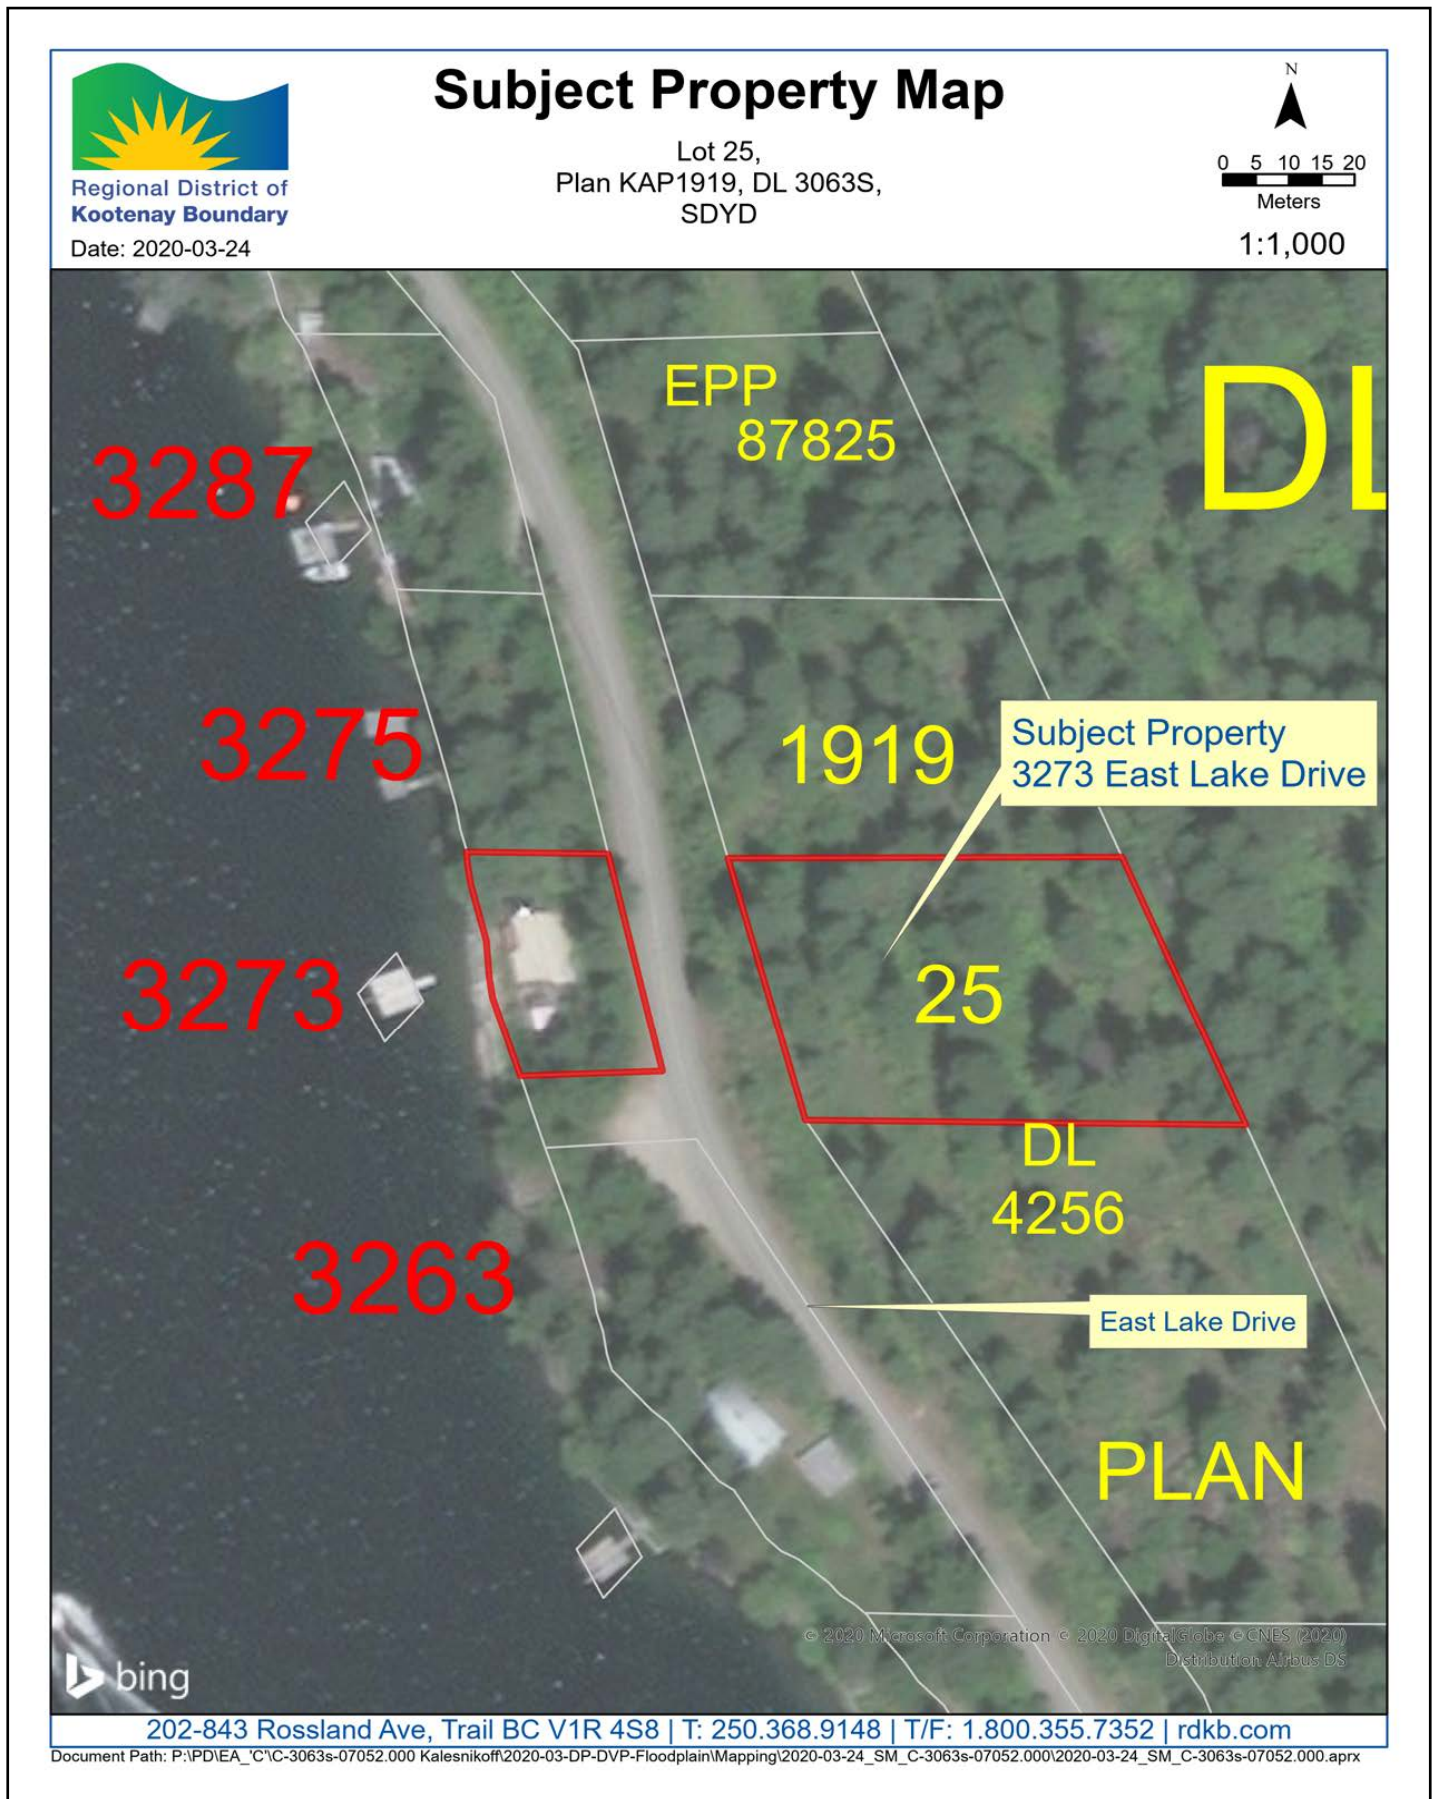 Subject Property Map
Lot 25,
Plan KAP1919, DL 3063S,
SDYD
Regional District of
Kootenay Boundary
Date: 2020-03-24
N
0 5 10 15 20
Meters
1:1,000
EPP
87825
DL
3287
3275
1919
Subject Property
3273 East Lake Drive
3273
25
DL
4256
3263
East Lake Drive
PLAN
© 2020 Microsoft Corporation © 2020 DigitalGlobe © CNES (2020)
Distribution Airbus DS
bing
202-843 Rossland Ave, Trail BC V1R 4S8 | T: 250.368.9148 | T/F: 1.800.355.7352 | rdkb.com
Document Path: P:\PD\EA_'C'\C-3063s-07052.000 Kalesnikoff\2020-03-DP-DVP-Floodplain\Mapping\2020-03-24_SM_C-3063s-07052.000\2020-03-24_SM_C-3063s-07052.000.aprx